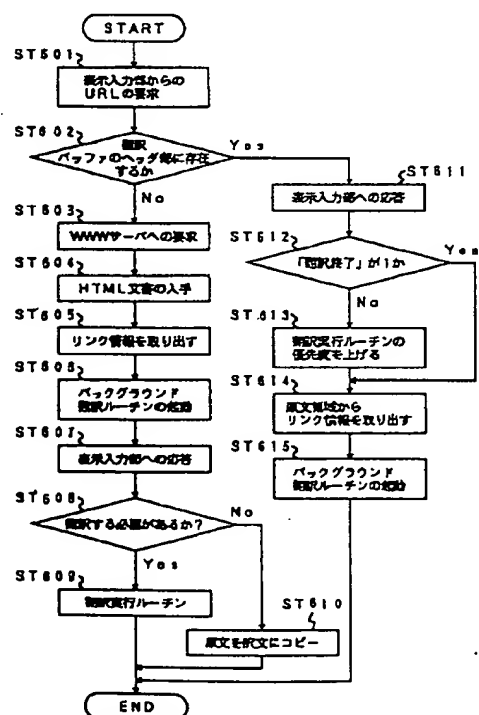 START
ST601
表示入力部からの
URLの要求
ST602
翻訳
バッファのヘッダ部に存在
するか
Yes
No
ST603
WWWサーバへの要求
ST604
HTML文書の入手
ST605
リンク情報を取り出す
ST606
バックグラウンド
翻訳ルーチンの起動
ST607
表示入力部への応答
ST608
翻訳する必要があるか?
No
Yes
ST609
翻訳実行ルーチン
ST610
原文を訳文にコピー
ST611
表示入力部への応答
ST612
「翻訳終了」が1か
Yes
No
ST613
翻訳実行ルーチンの
優先度を上げる
ST614
原文領域から
リンク情報を取り出す
ST615
バックグラウンド
翻訳ルーチンの起動
END